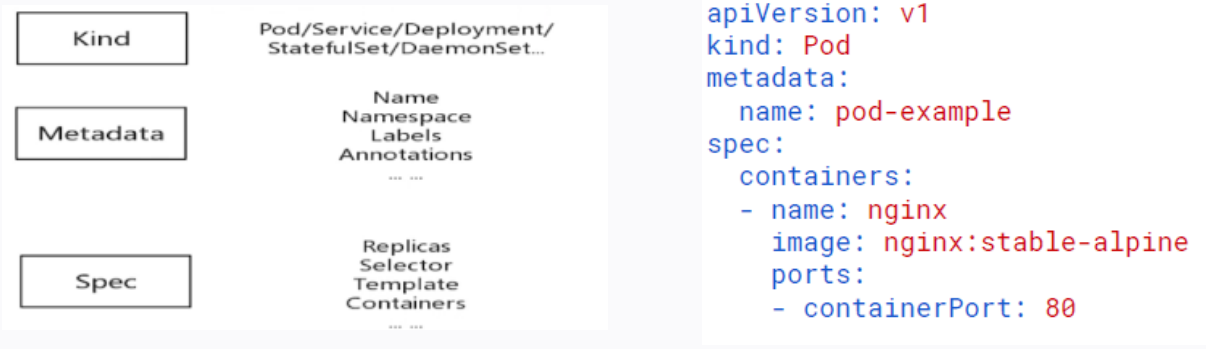 Kind
Pod/Service/Deployment/
StatefulSet/DaemonSet...
Metadata
Name
Namespace
Labels
Annotations
... ...
Spec
Replicas
Selector
Template
Containers
... ...
apiVersion: v1
kind: Pod
metadata:
  name: pod-example
spec:
  containers:
  - name: nginx
    image: nginx:stable-alpine
    ports:
    - containerPort: 80